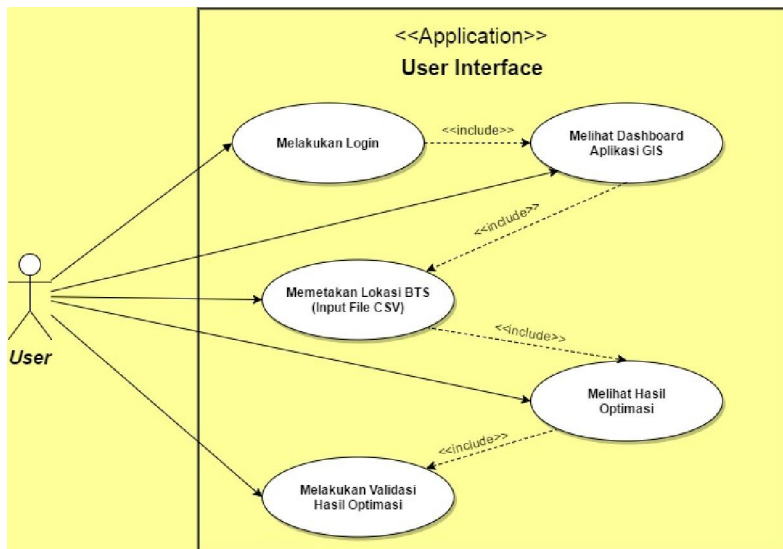 <<Application>>
User Interface
Melakukan Login
<<include>>
Melihat Dashboard
Aplikasi GIS
<<include>>
Memetakan Lokasi BTS
(Input File CSV)
<<include>>
User
Melihat Hasil
Optimasi
<<include>>
Melakukan Validasi
Hasil Optimasi